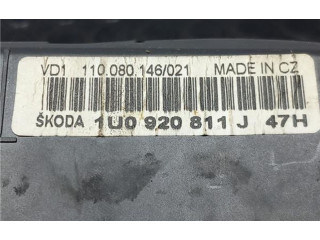 VD1 110.080.146/021 MADE IN CZ
ŠKODA 1U0 920 811 J 47H